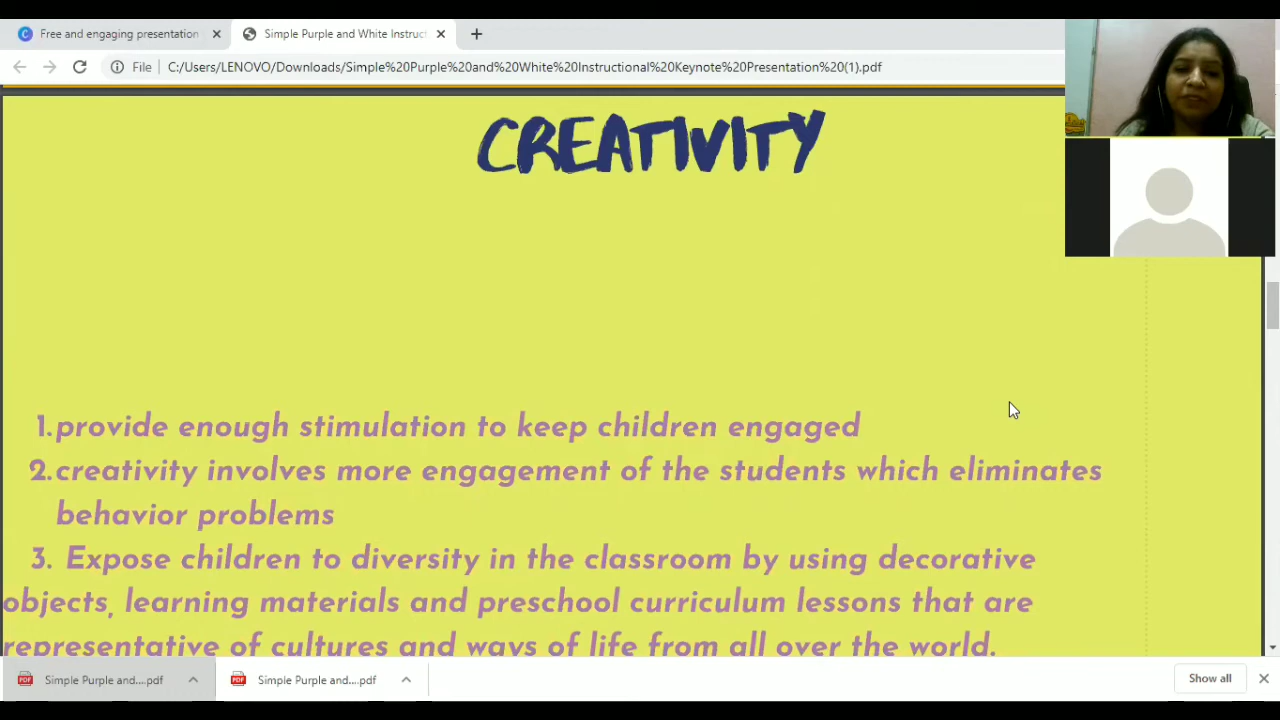 Free and engaging presentation
Simple Purple and White Instruc
File
C:/Users/LENOVO/Downloads/Simple%20Purple%20and%20White%20Instructional%20Keynote%20Presentation%20(1).pdf
CREATIVITY
1. provide enough stimulation to keep children engaged
2. creativity involves more engagement of the students which eliminates
behavior problems
3. Expose children to diversity in the classroom by using decorative
objects, learning materials and preschool curriculum lessons that are
representative of cultures and ways of life from all over the world.
PDF Simple Purple and....pdf
PDF Simple Purple and....pdf
Show all